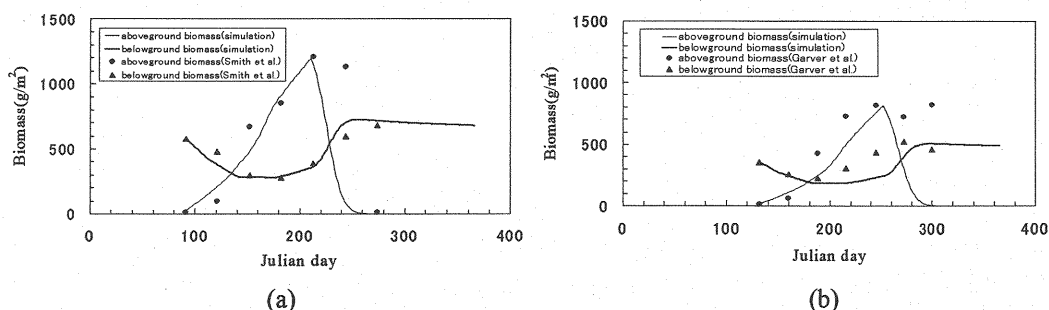 1500
1000
500
0
Biomass(g/m²)
aboveground biomass(simulation)
belowground biomass(simulation)
aboveground biomass(Smith et al.)
belowground biomass(Smith et al.)
0 100 200 300 400
Julian day
(a)
1500
1000
500
0
Biomass(g/m²)
aboveground biomass(simulation)
belowground biomass(simulation)
aboveground biomass(Garver et al.)
belowground biomass(Garver et al.)
0 100 200 300 400
Julian day
(b)